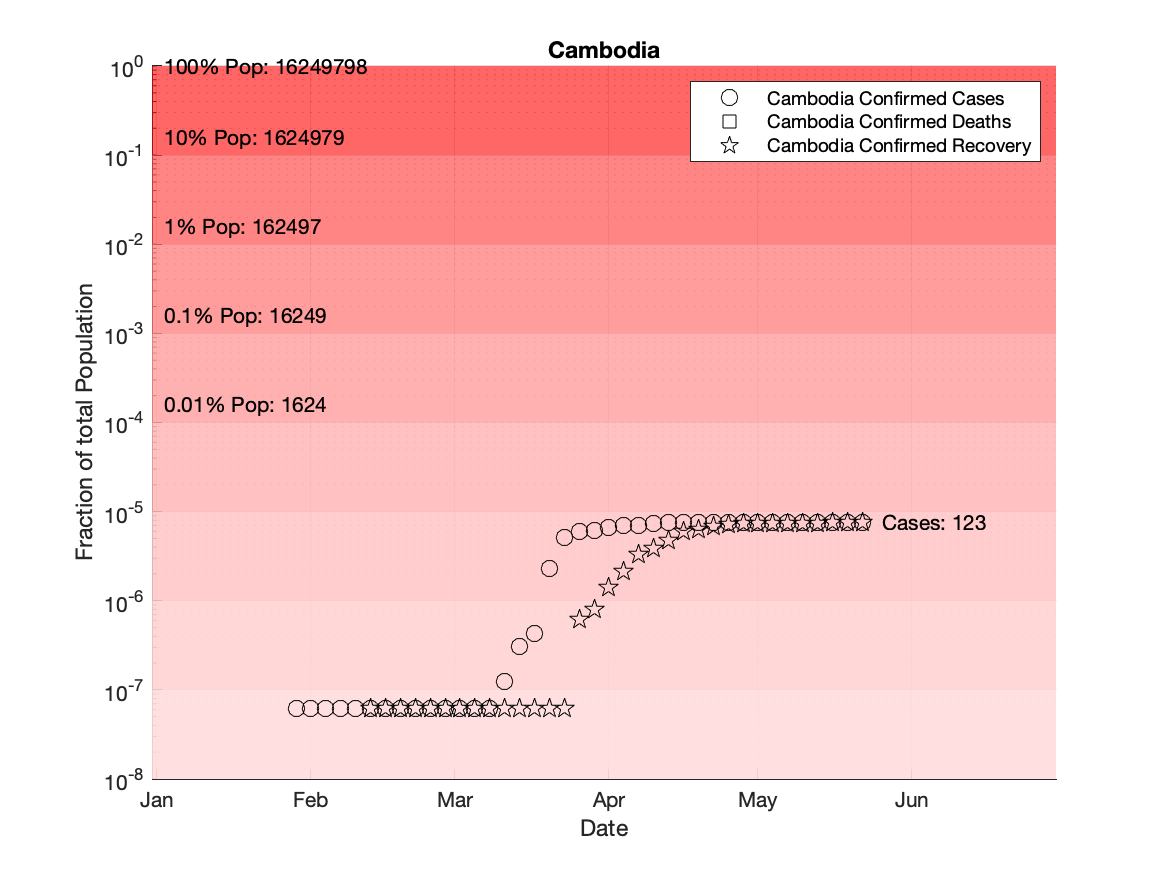 Cambodia
10^0
100% Pop: 16249798
Cambodia Confirmed Cases
Cambodia Confirmed Deaths
Cambodia Confirmed Recovery
10% Pop: 1624979
10^-1
1% Pop: 162497
10^-2
0.1% Pop: 16249
10^-3
0.01% Pop: 1624
10^-4
10^-5
Cases: 123
10^-6
10^-7
10^-8
Fraction of total Population
Jan Feb Mar Apr May Jun
Date